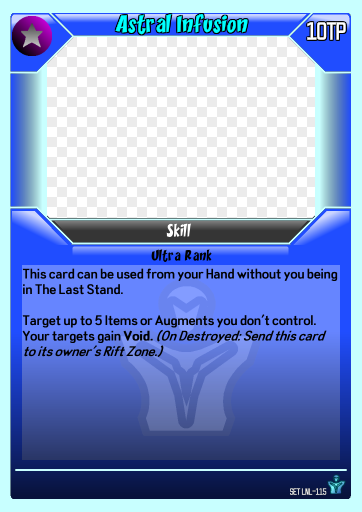 Astral Infusion
10TP
Skill
Ultra Rank
This card can be used from your Hand without you being
in The Last Stand.
Target up to 5 Items or Augments you don't control.
Your targets gain Void. (On Destroyed: Send this card
to its owner's Rift Zone.)
SET LNL-115